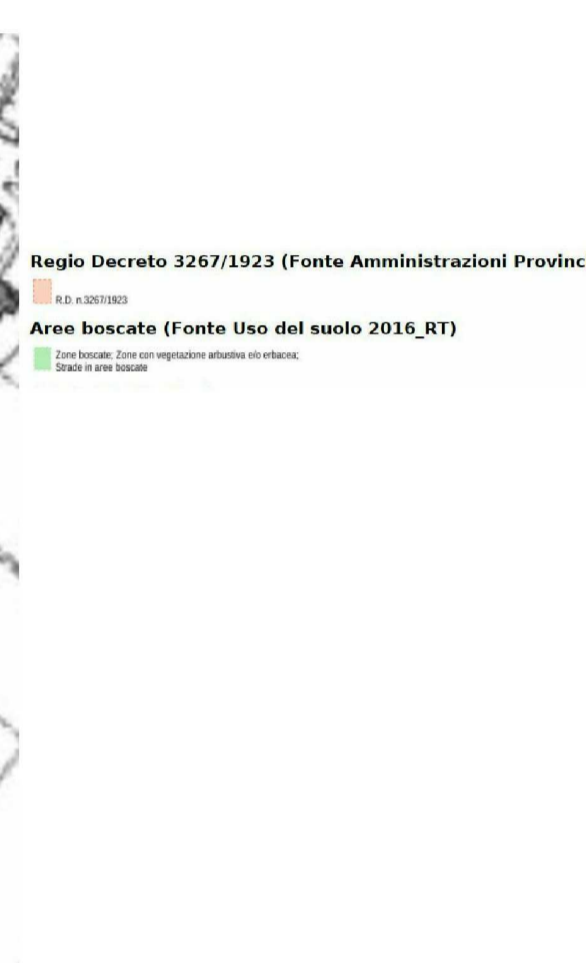 Regio Decreto 3267/1923 (Fonte Amministrazioni Provinc
R.D. n.3267/1923
Aree boscate (Fonte Uso del suolo 2016_RT)
Zone boscate; Zone con vegetazione arbustiva e/o erbacea;
Strade in aree boscate